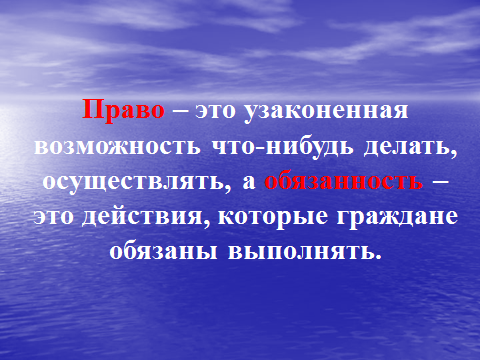 Право – это узаконенная
возможность что-нибудь делать,
осуществлять, а обязанность –
это действия, которые граждане
обязаны выполнять.